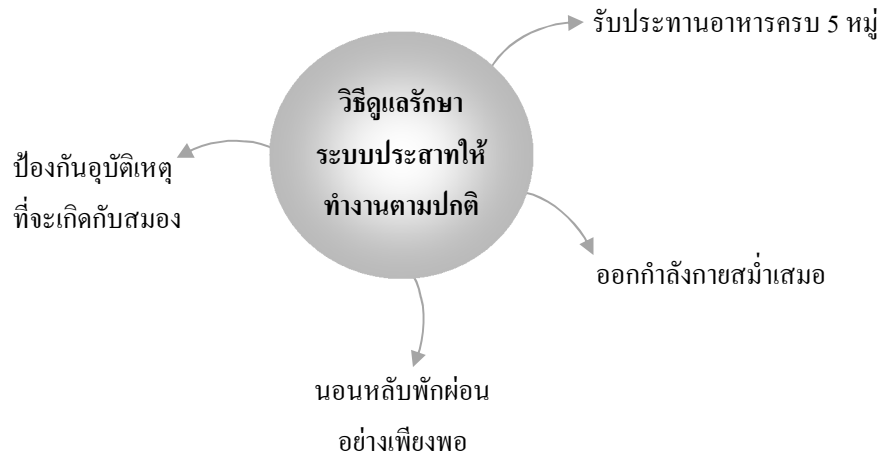 รับประทานอาหารครบ 5 หมู่
วิธีดูแลรักษา
ระบบประสาทให้
ทำงานตามปกติ
ป้องกันอุบัติเหตุ
ที่จะเกิดกับสมอง
ออกกำลังกายสม่ำเสมอ
นอนหลับพักผ่อน
อย่างเพียงพอ